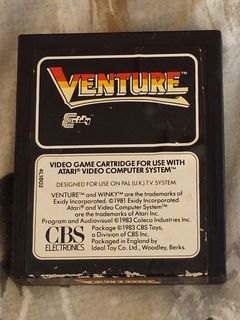 VENTURE™
Exidy
VIDEO GAME CARTRIDGE FOR USE WITH
ATARI® VIDEO COMPUTER SYSTEM™
DESIGNED FOR USE ON PAL (U.K.) T.V. SYSTEM
"VENTURE" and WINKY™ are the trademarks of
Exidy Incorporated. ©1981 Exidy Incorporated.
Atari® and Video Computer System™
are the trademarks of Atari Inc.
Program and Audiovisual ©1983 Coleco Industries Inc.
CBS
ELECTRONICS
Package ©1983 CBS Toys,
a Division of CBS Inc.
Packaged in England by
Ideal Toy Co. Ltd., Woodley, Berks.
4L1802